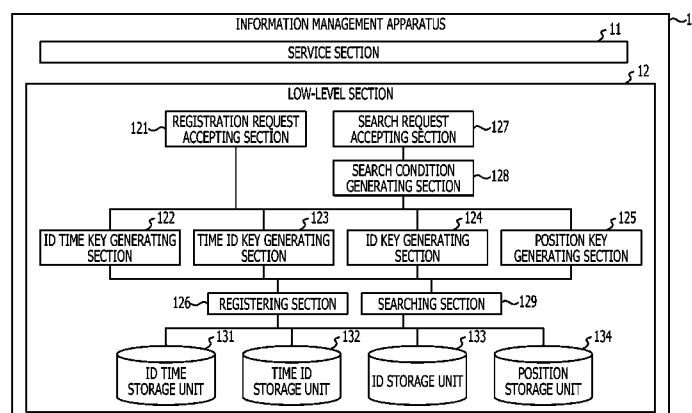 INFORMATION MANAGEMENT APPARATUS
1
11
SERVICE SECTION
12
LOW-LEVEL SECTION
121
REGISTRATION REQUEST
ACCEPTING SECTION
SEARCH REQUEST
ACCEPTING SECTION
127
SEARCH CONDITION
GENERATING SECTION
128
122
123
124
125
ID TIME KEY GENERATING
SECTION
TIME ID KEY GENERATING
SECTION
ID KEY GENERATING
SECTION
POSITION KEY
GENERATING SECTION
126
REGISTERING SECTION
SEARCHING SECTION
129
131
132
133
134
ID TIME
STORAGE UNIT
TIME ID
STORAGE UNIT
ID STORAGE UNIT
POSITION
STORAGE UNIT